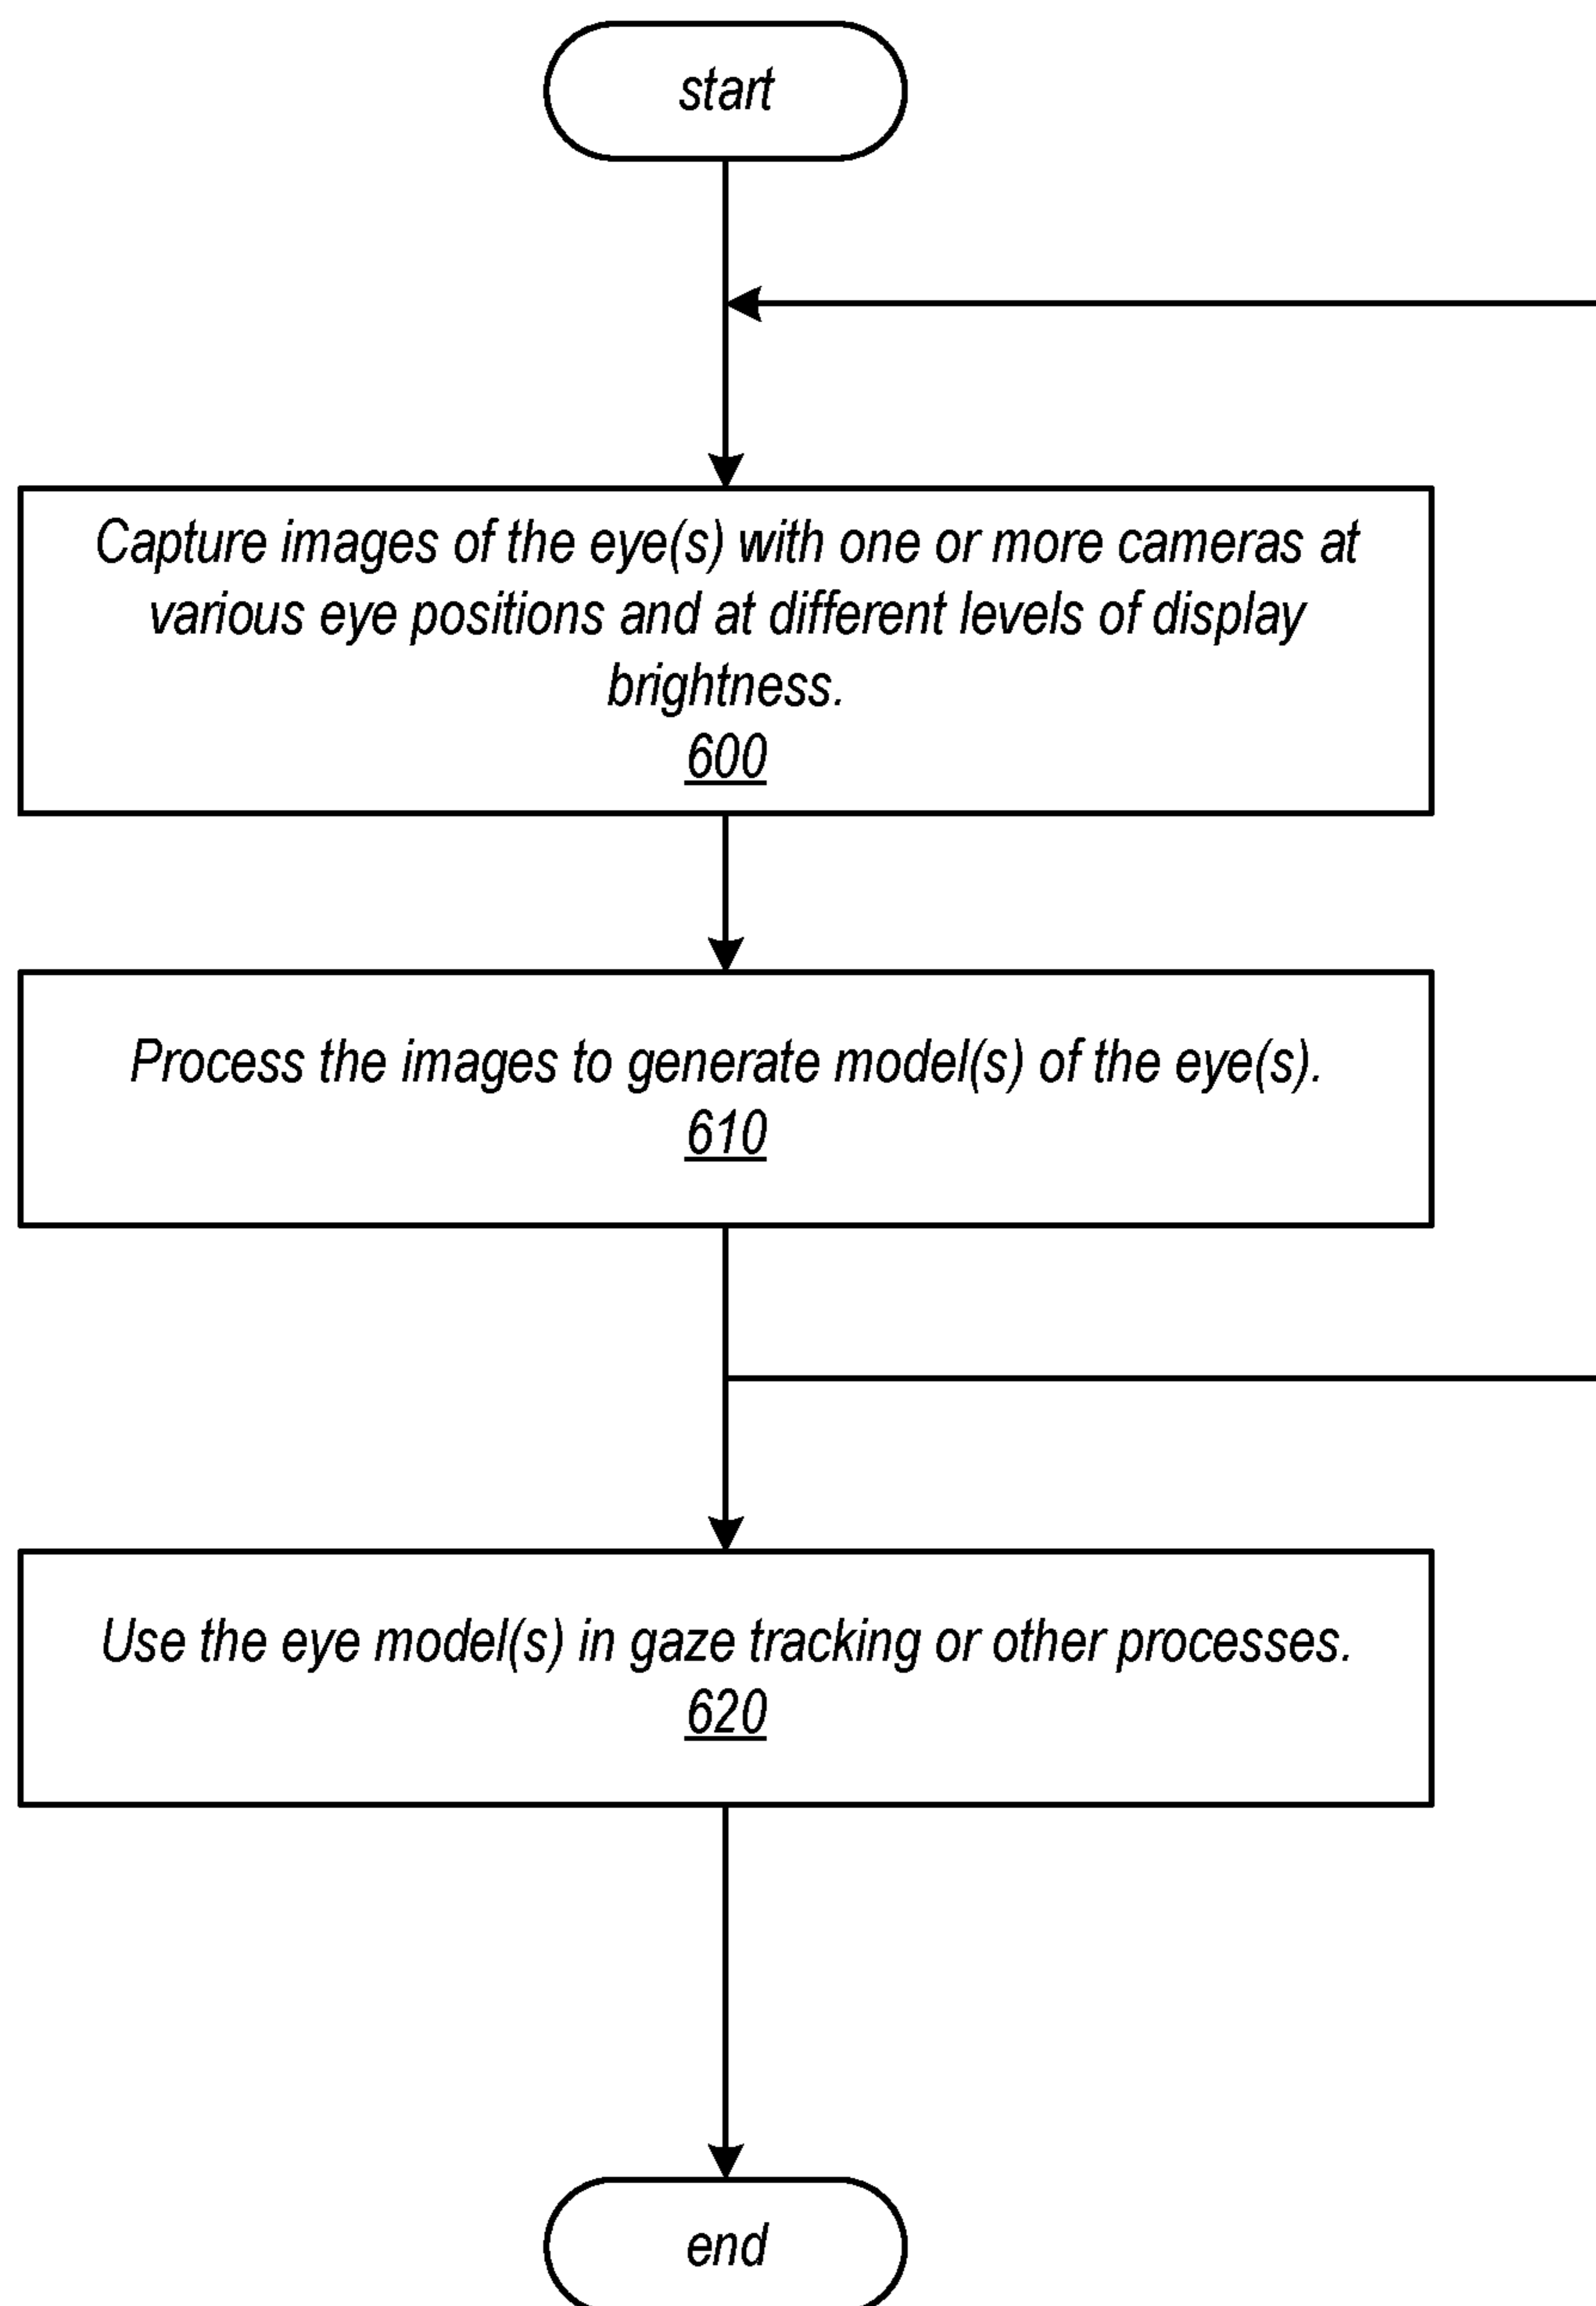 start
Capture images of the eye(s) with one or more cameras at
various eye positions and at different levels of display
brightness.
600
Process the images to generate model(s) of the eye(s).
610
Use the eye model(s) in gaze tracking or other processes.
620
end